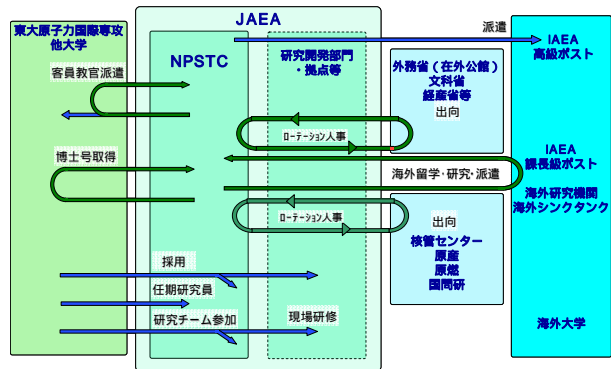 JAEA
東大原子力国際専攻
他大学
NPSTC
研究開発部門
・拠点等
派遣
IAEA
高級ポスト
外務省（在外公館）
文科省
経産省等
出向
客員教官派遣
ﾛｰﾃｰｼｮﾝ人事
博士号取得
海外留学・研究・派遣
IAEA
課長級ポスト
海外研究機関
海外シンクタンク
ﾛｰﾃｰｼｮﾝ人事
出向
核管センター
原産
原燃
国問研
採用
任期研究員
研究チーム参加
現場研修
海外大学